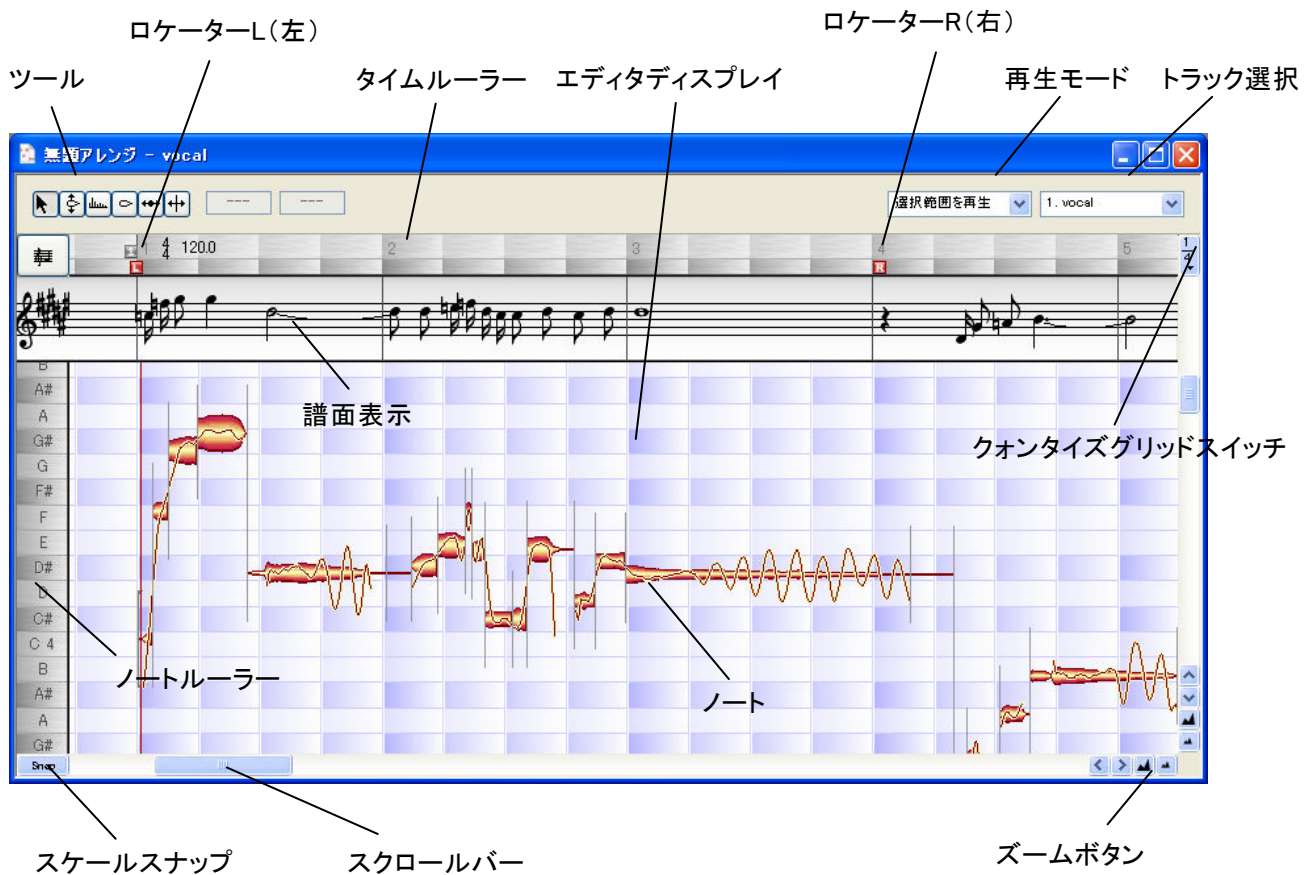 ロケーターL(左)
ロケーターR(右)
ツール
タイムルーラー
エディタディスプレイ
再生モード
トラック選択
無題アレンジ - vocal
---
---
選択範囲を再生
1. vocal
1
4
4
120.0
2
3
4
5
1
4
L
R
B
A#
A
G#
G
F#
F
E
D#
D
C#
C 4
B
A#
A
G#
譜面表示
クォンタイズグリッドスイッチ
ノートルーラー
ノート
Snap
スケールスナップ
スクロールバー
ズームボタン